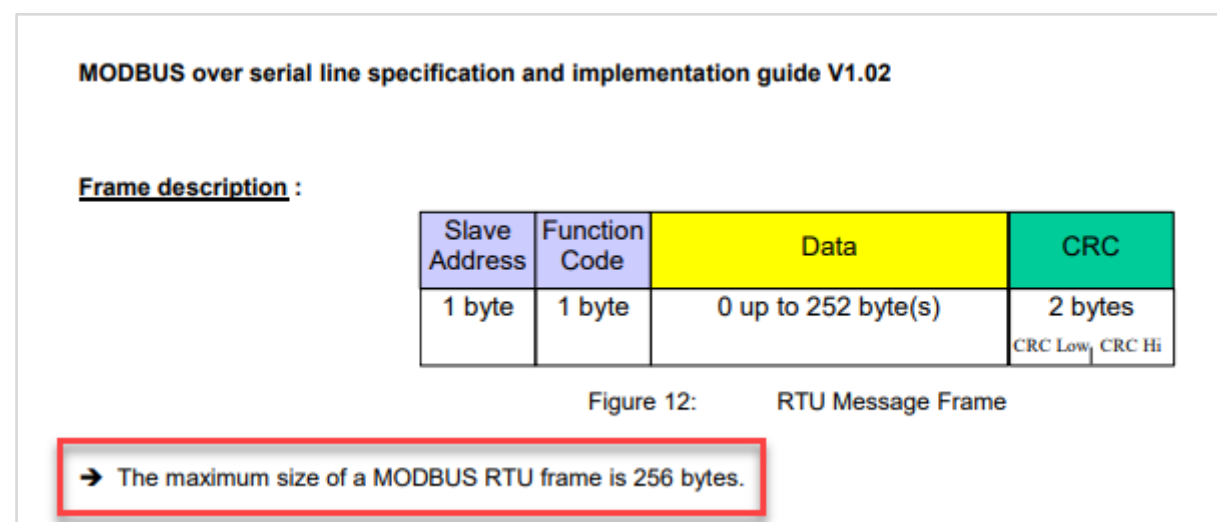 MODBUS over serial line specification and implementation guide V1.02
Frame description :
Slave Address
Function Code
Data
CRC
1 byte
1 byte
0 up to 252 byte(s)
2 bytes
CRC Low CRC Hi
Figure 12: RTU Message Frame
➔ The maximum size of a MODBUS RTU frame is 256 bytes.